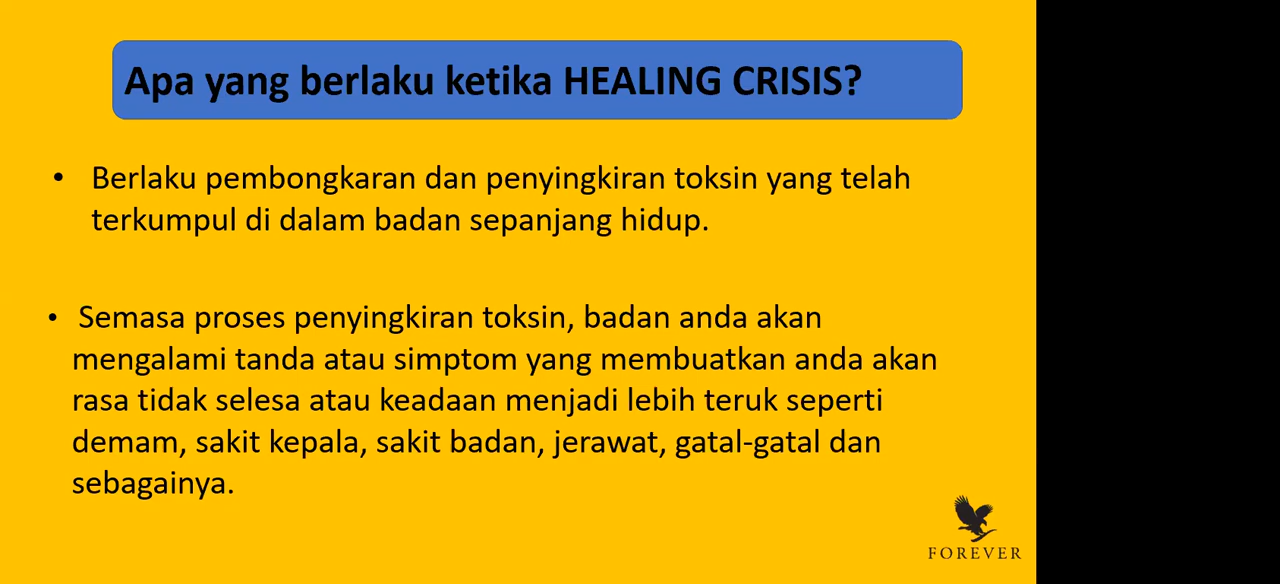 Apa yang berlaku ketika HEALING CRISIS?
• Berlaku pembongkaran dan penyingkiran toksin yang telah
terkumpul di dalam badan sepanjang hidup.
• Semasa proses penyingkiran toksin, badan anda akan
mengalami tanda atau simptom yang membuatkan anda akan
rasa tidak selesa atau keadaan menjadi lebih teruk seperti
demam, sakit kepala, sakit badan, jerawat, gatal-gatal dan
sebagainya.
FOREVER